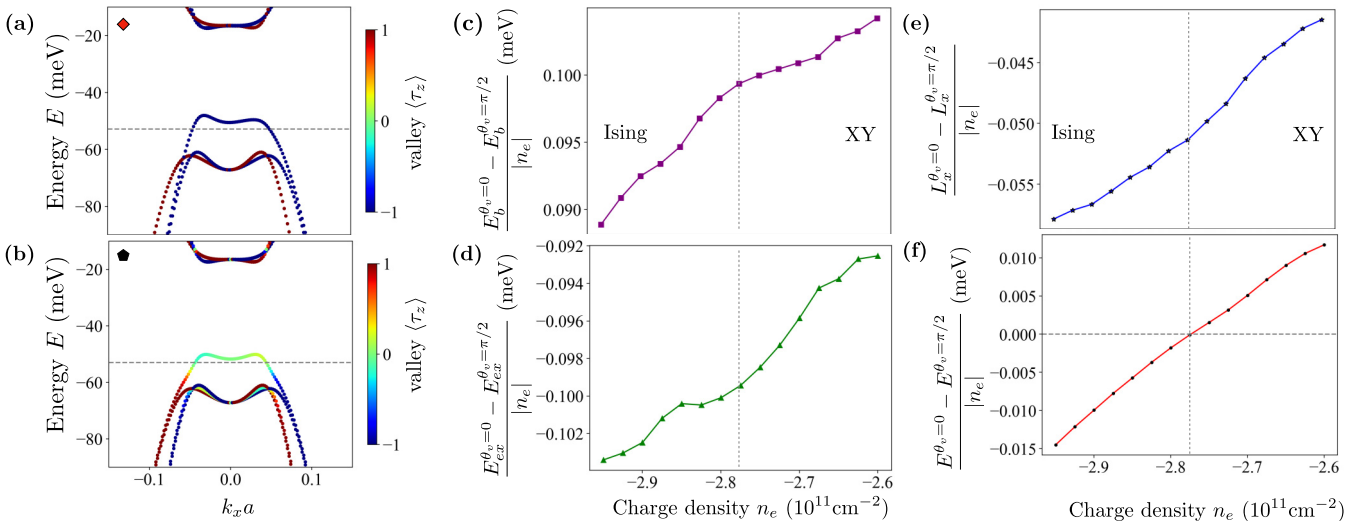 (a)
Energy E (meV)
−20
−40
−60
−80
valley ⟨τz⟩
1
0
−1
(b)
Energy E (meV)
−20
−40
−60
−80
−0.1
0.0
0.1
kxa
valley ⟨τz⟩
1
0
−1
(c)
E_b^{θv=0} − E_b^{θv=π/2}
|ne|
(meV)
0.100
0.095
0.090
Ising
XY
(d)
E_ex^{θv=0} − E_ex^{θv=π/2}
|ne|
(meV)
−0.092
−0.094
−0.096
−0.098
−0.100
−0.102
−2.9
−2.8
−2.7
−2.6
Charge density ne (10^11cm^−2)
(e)
L_x^{θv=0} − L_x^{θv=π/2}
|ne|
−0.045
−0.050
−0.055
Ising
XY
(f)
E^{θv=0} − E^{θv=π/2}
|ne|
(meV)
0.010
0.005
0.000
−0.005
−0.010
−0.015
−2.9
−2.8
−2.7
−2.6
Charge density ne (10^11cm^−2)